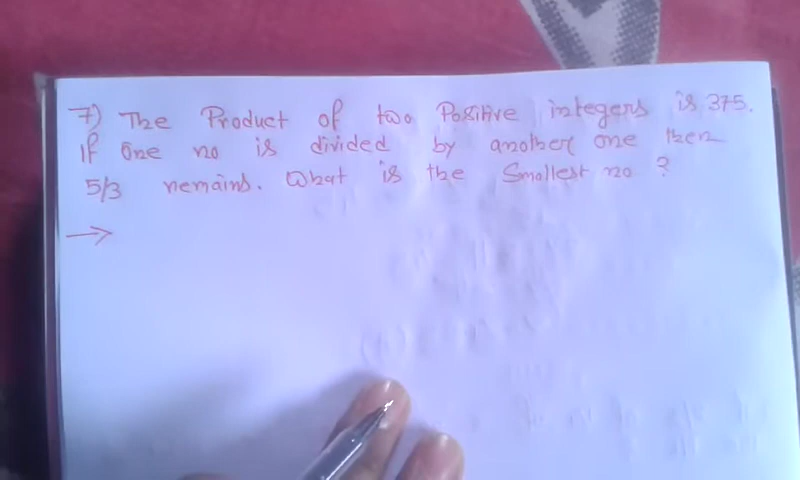 7) The Product of two Positive integers is 375.
If one no is divided by another one then
5/3 remains. What is the Smallest no ?
→